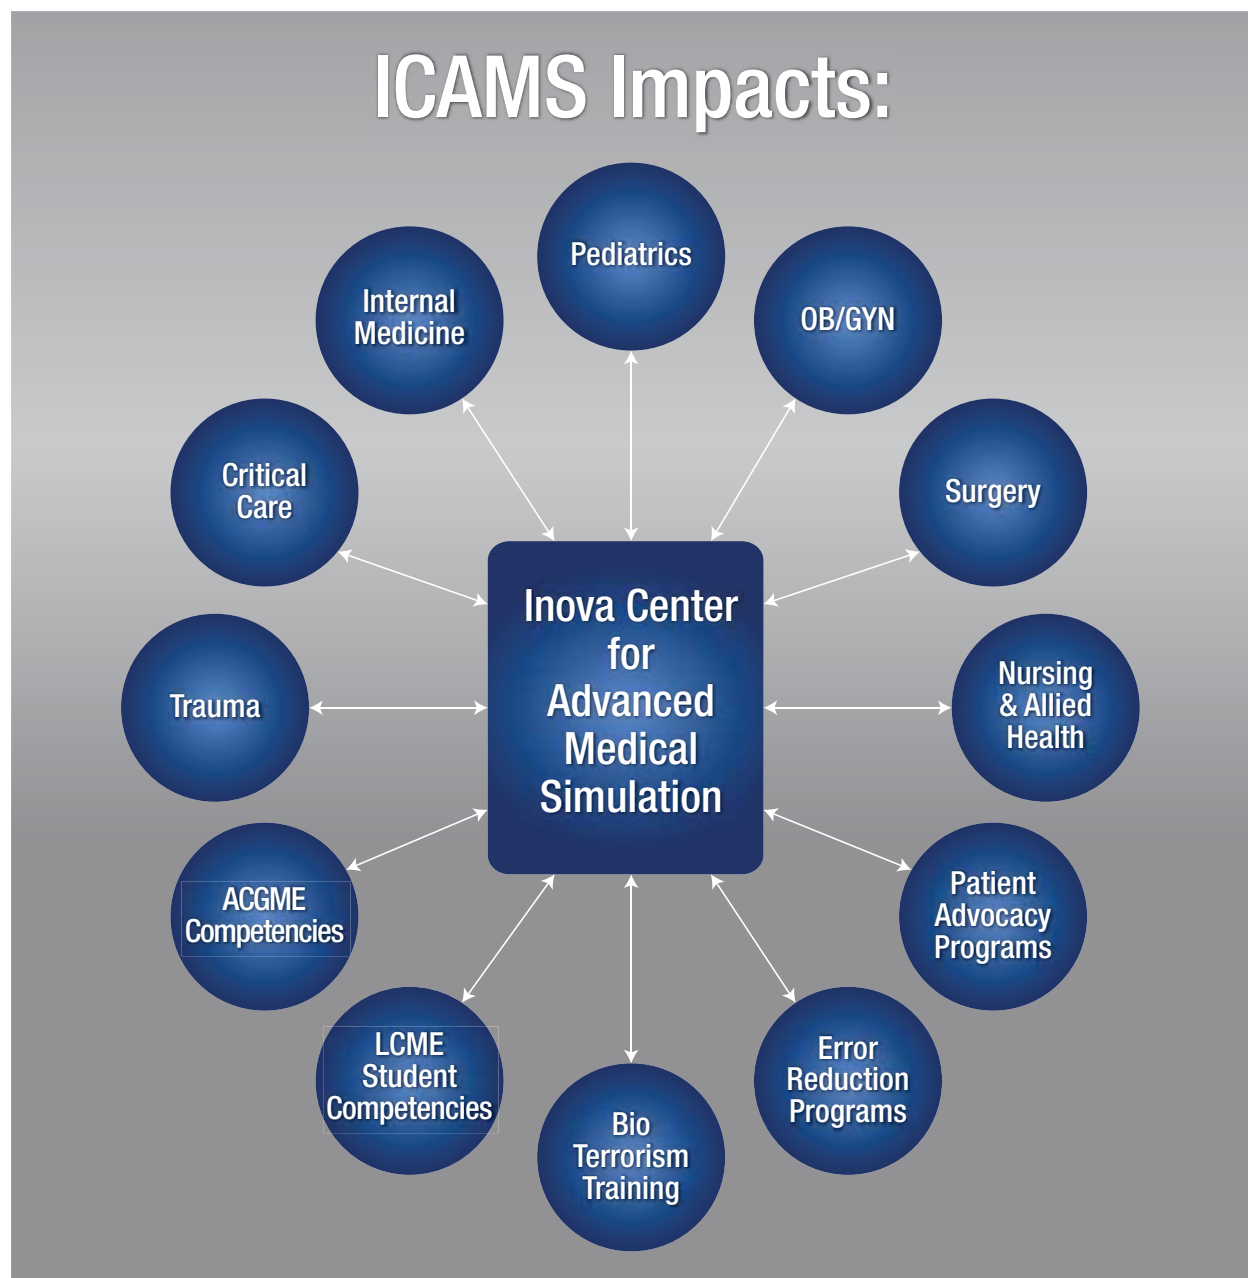 ICAMS Impacts:
Pediatrics
OB/GYN
Surgery
Nursing
& Allied
Health
Patient
Advocacy
Programs
Error
Reduction
Programs
Bio
Terrorism
Training
LCME
Student
Competencies
ACGME
Competencies
Trauma
Critical
Care
Internal
Medicine
Inova Center
for
Advanced
Medical
Simulation